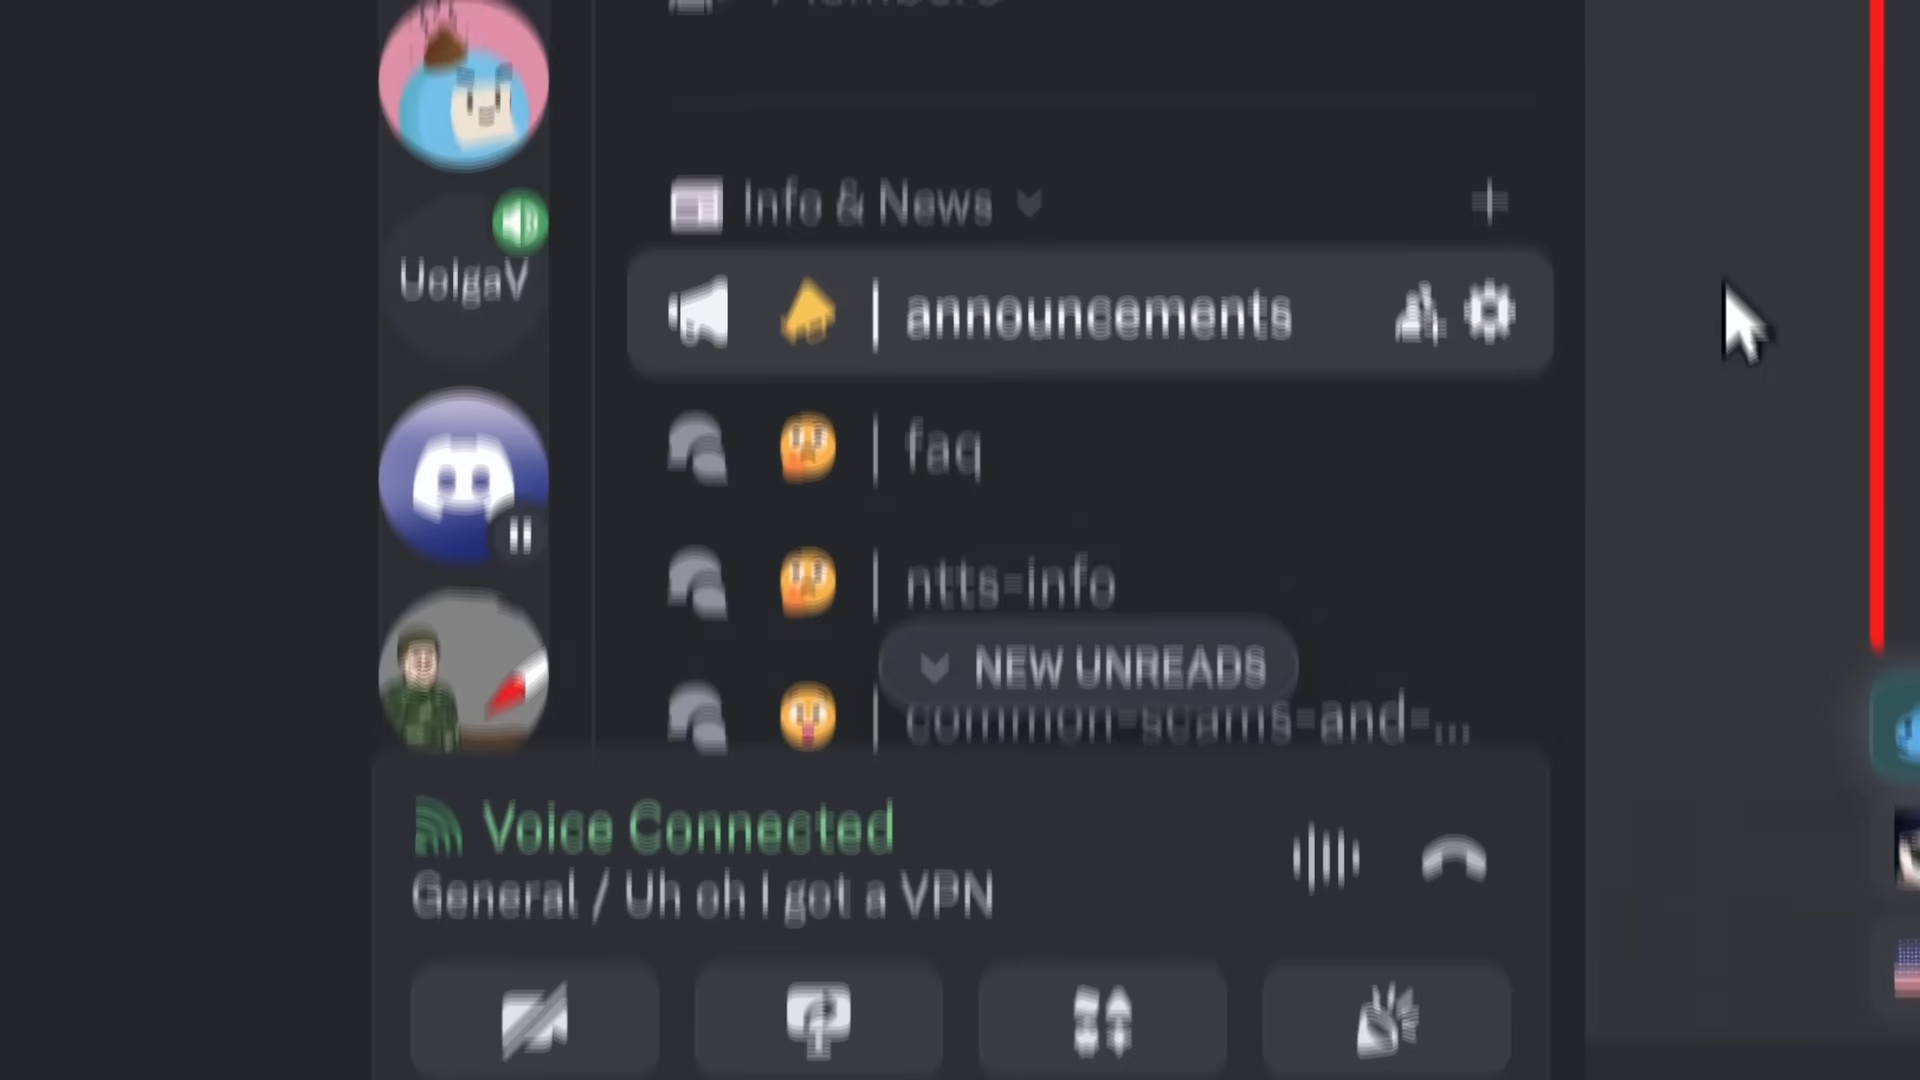 Members
Info & News
UolgaV
announcements
faq
ntts-info
NEW UNREADS
common-scams-and-...
Voice Connected
General / Uh oh I got a VPN